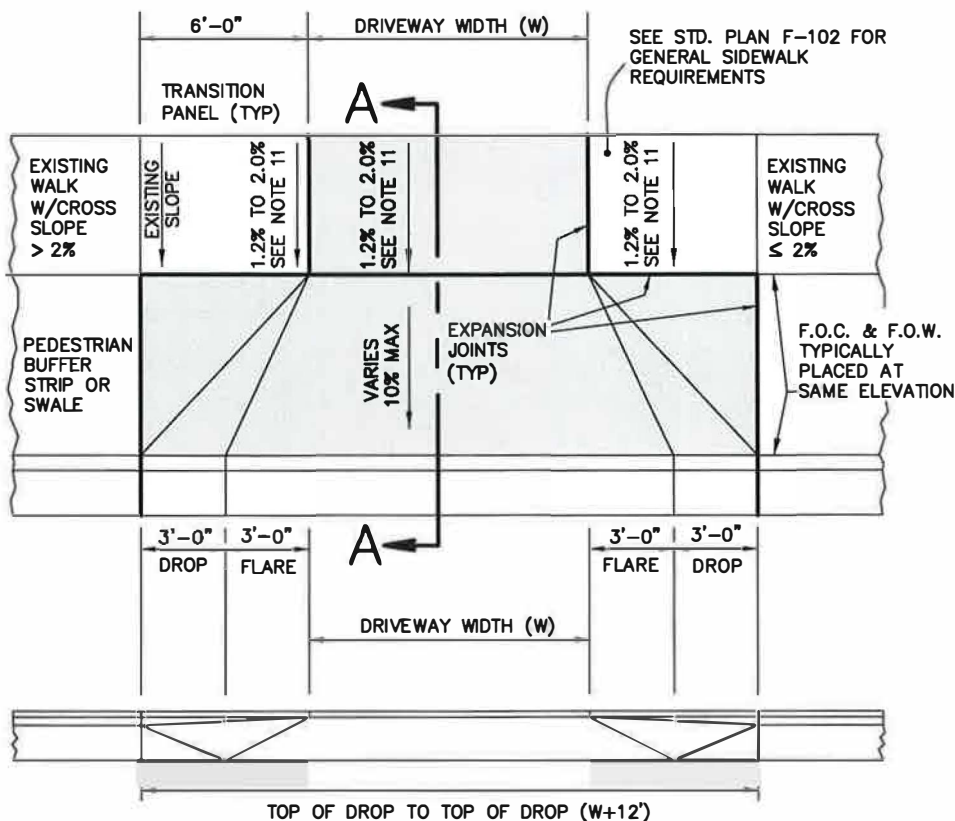 6'-0"
DRIVEWAY WIDTH (W)
SEE STD. PLAN F-102 FOR
GENERAL SIDEWALK
REQUIREMENTS
TRANSITION
PANEL (TYP)
A
EXISTING
WALK
W/CROSS
SLOPE
> 2%
EXISTING
SLOPE
1.2% TO 2.0%
SEE NOTE 11
1.2% TO 2.0%
SEE NOTE 11
1.2% TO 2.0%
SEE NOTE 11
EXISTING
WALK
W/CROSS
SLOPE
≤ 2%
PEDESTRIAN
BUFFER
STRIP OR
SWALE
VARIES
10% MAX
EXPANSION
JOINTS
(TYP)
F.O.C. & F.O.W.
TYPICALLY
PLACED AT
SAME ELEVATION
A
3'-0"
DROP
3'-0"
FLARE
3'-0"
FLARE
3'-0"
DROP
DRIVEWAY WIDTH (W)
TOP OF DROP TO TOP OF DROP (W+12')